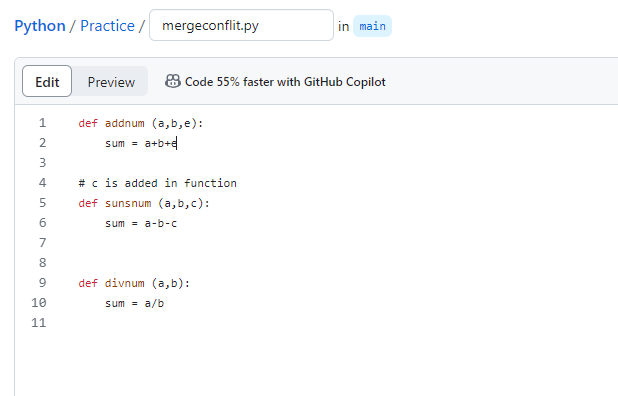 Python / Practice / mergeconflit.py in main
Edit Preview Code 55% faster with GitHub Copilot
1 def addnum (a,b,e):
2 sum = a+b+e
3
4 # c is added in function
5 def sunsnum (a,b,c):
6 sum = a-b-c
7
8
9 def divnum (a,b):
10 sum = a/b
11